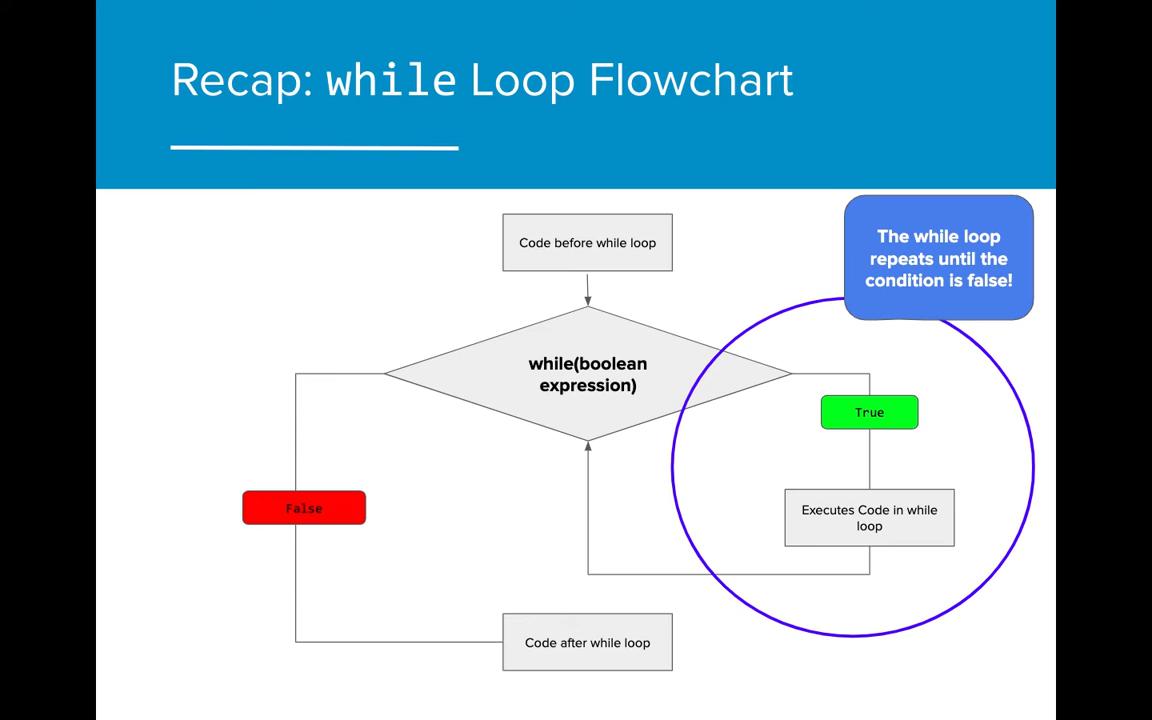 Recap: while Loop Flowchart
The while loop
repeats until the
condition is false!
Code before while loop
while(boolean
expression)
True
False
Executes Code in while
loop
Code after while loop